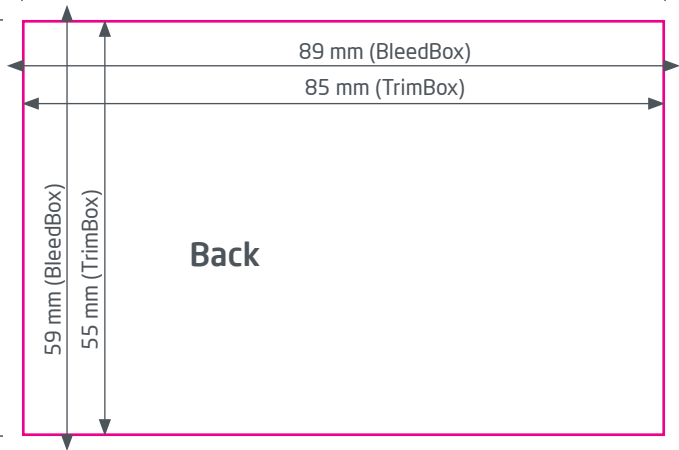 89 mm (BleedBox)
85 mm (TrimBox)
59 mm (BleedBox)
55 mm (TrimBox)
Back